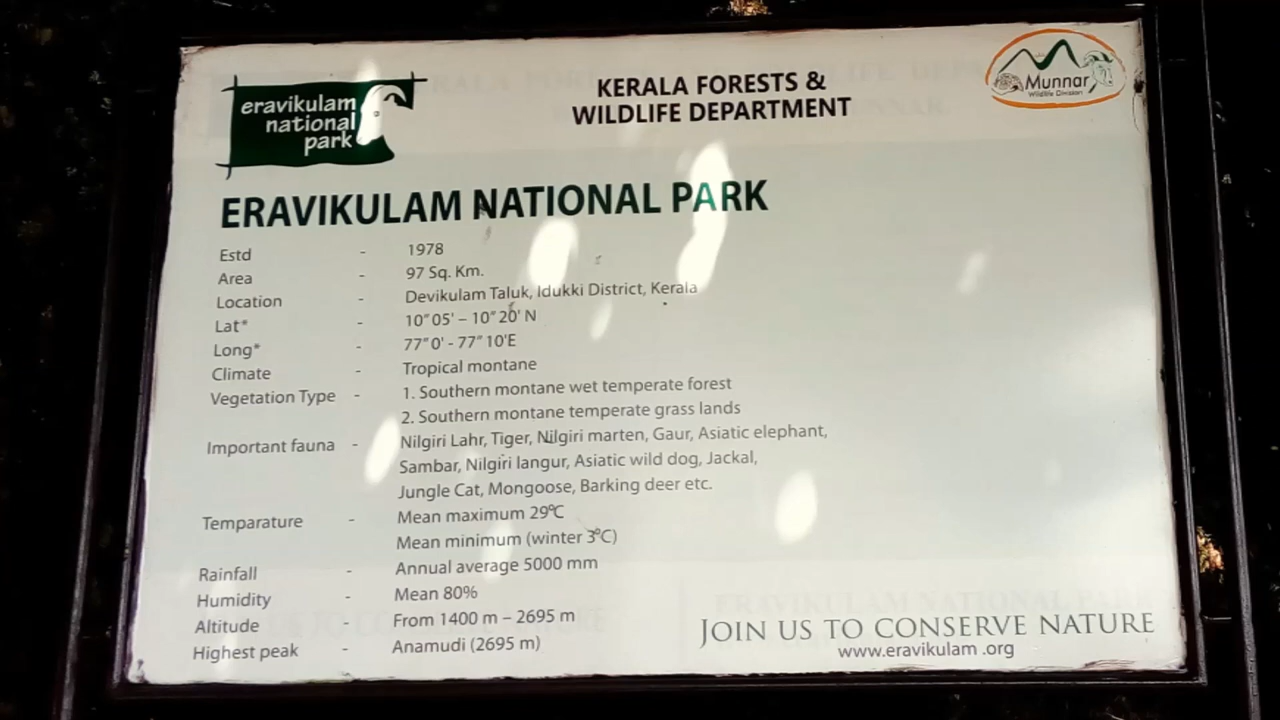 eravikulam
national
park
KERALA FORESTS &
WILDLIFE DEPARTMENT
Munnar
Wildlife Division
ERAVIKULAM NATIONAL PARK
Estd - 1978
Area - 97 Sq. Km.
Location - Devikulam Taluk, Idukki District, Kerala
Lat* - 10"05' – 10"20' N
Long* - 77"0' - 77"10'E
Climate - Tropical montane
Vegetation Type - 1. Southern montane wet temperate forest
2. Southern montane temperate grass lands
Important fauna - Nilgiri Lahr, Tiger, Nilgiri marten, Gaur, Asiatic elephant,
Sambar, Nilgiri langur, Asiatic wild dog, Jackal,
Jungle Cat, Mongoose, Barking deer etc.
Temparature - Mean maximum 29°C
Mean minimum (winter 3°C)
Rainfall - Annual average 5000 mm
Humidity - Mean 80%
Altitude - From 1400 m – 2695 m
Highest peak - Anamudi (2695 m)
JOIN US TO CONSERVE NATURE
www.eravikulam .org